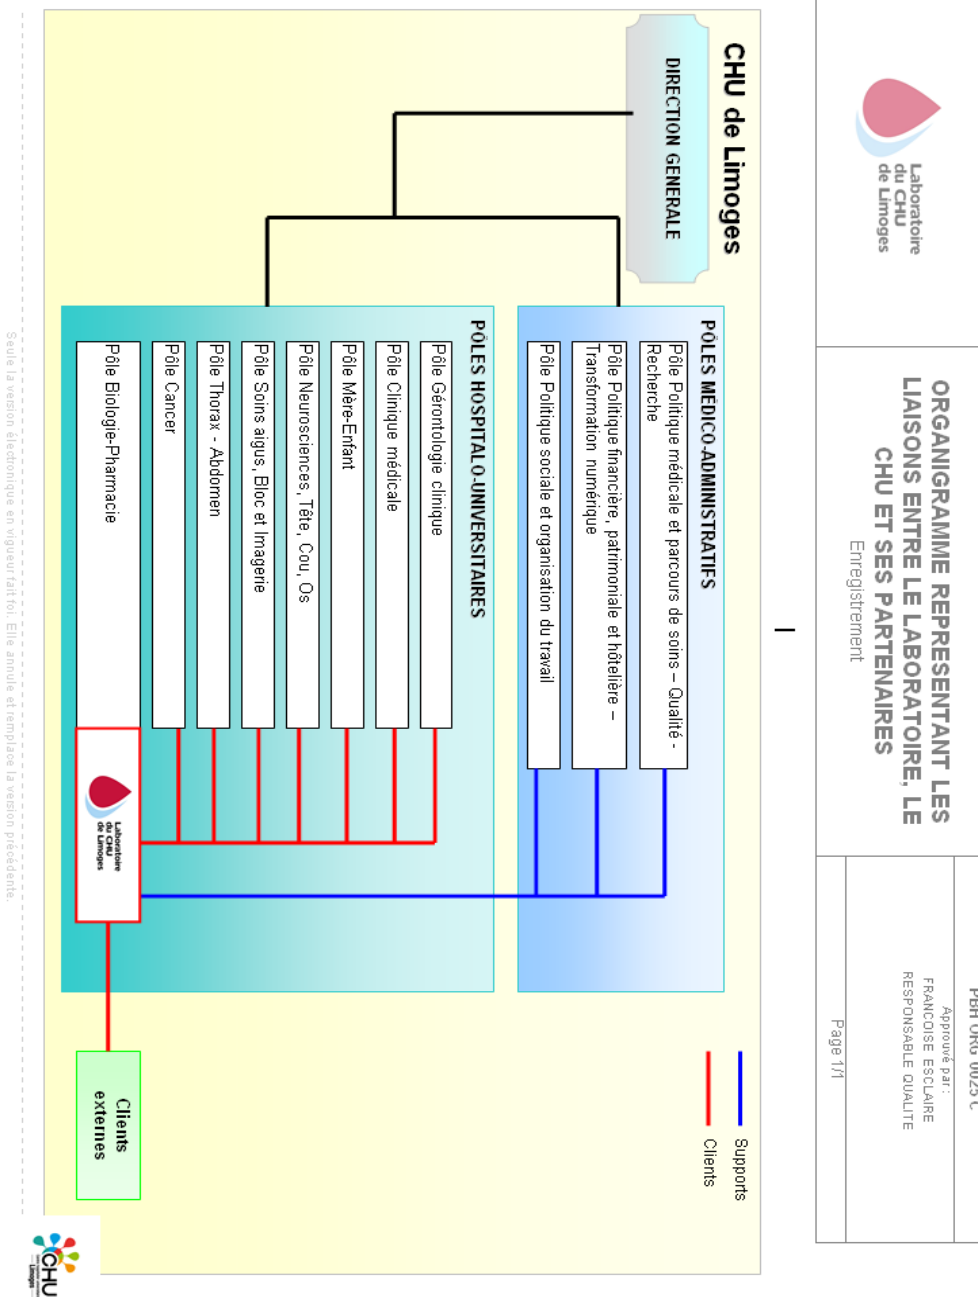 Laboratoire
du CHU
de Limoges
ORGANIGRAMME REPRESENTANT LES
LIAISONS ENTRE LE LABORATOIRE, LE
CHU ET SES PARTENAIRES
Enregistrement
PBH ORG 0025 C
Approuvé par :
FRANCOISE ESCLAIRE
RESPONSABLE QUALITE
Page 1/1
CHU de Limoges
DIRECTION GENERALE
PÔLES MÉDICO-ADMINISTRATIFS
Pôle Politique médicale et parcours de soins – Qualité -
Recherche
Pôle Politique financière, patrimoniale et hôtelière –
Transformation numérique
Pôle Politique sociale et organisation du travail
Supports
Clients
PÔLES HOSPITALO-UNIVERSITAIRES
Pôle Gérontologie clinique
Pôle Clinique médicale
Pôle Mère-Enfant
Pôle Neurosciences, Tête, Cou, Os
Pôle Soins aigus, Bloc et Imagerie
Pôle Thorax - Abdomen
Pôle Cancer
Pôle Biologie-Pharmacie
Laboratoire
du CHU
de Limoges
Clients
externes
Seule la version électronique en vigueur fait foi. Elle annule et remplace la version précédente.
CHU
Limoges